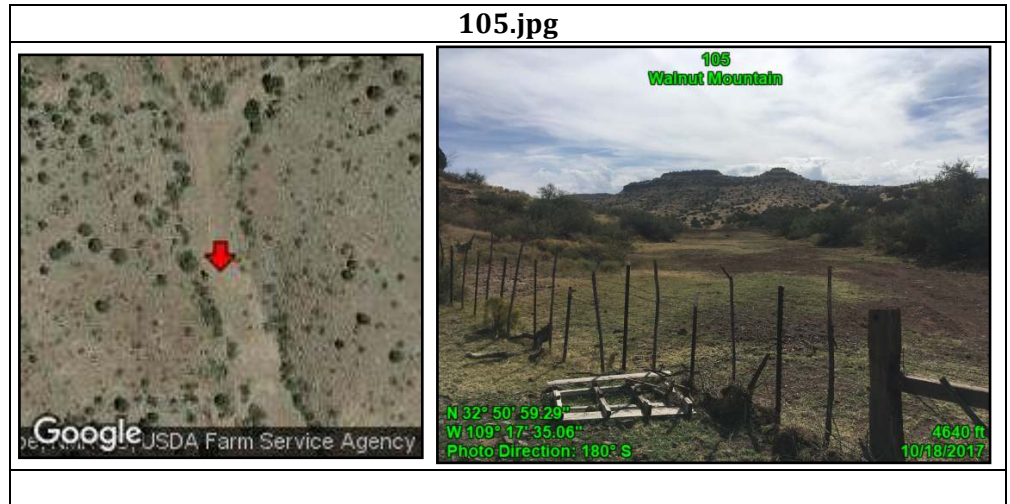 105.jpg
Google
USDA Farm Service Agency
105
Walnut Mountain
N 32° 50' 59.29"
W 109° 17' 35.06"
Photo Direction: 180° S
4640 ft
10/18/2017